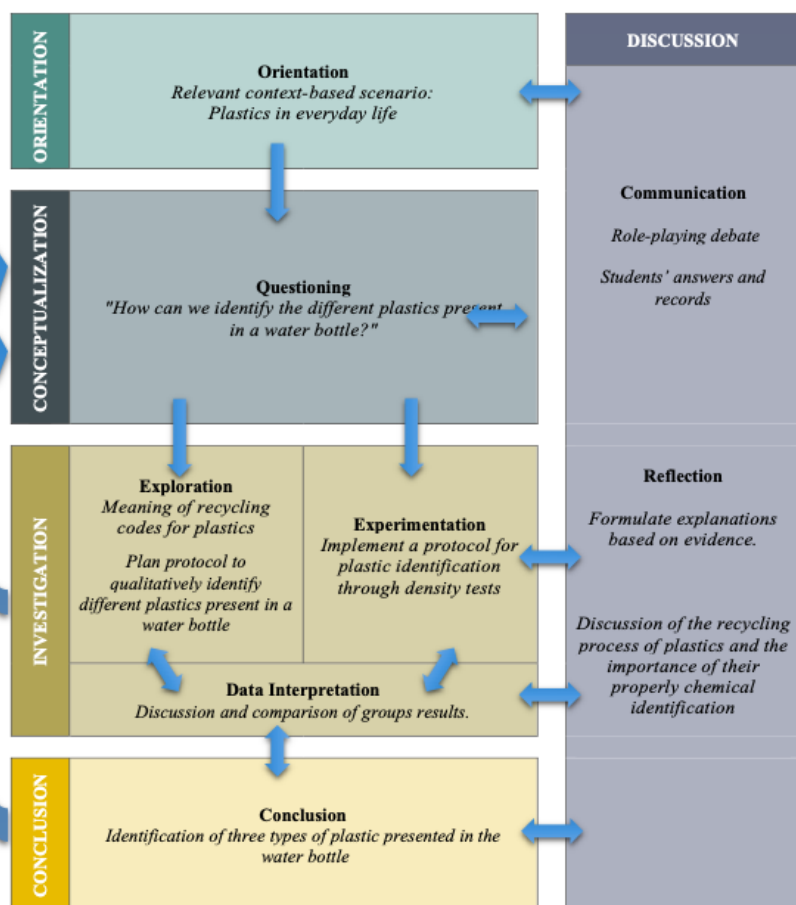 ORIENTATION
Orientation
Relevant context-based scenario:
Plastics in everyday life
CONCEPTUALIZATION
Questioning
"How can we identify the different plastics present
in a water bottle?"
INVESTIGATION
Exploration
Meaning of recycling
codes for plastics
Plan protocol to
qualitatively identify
different plastics present in a
water bottle
Experimentation
Implement a protocol for
plastic identification
through density tests
Data Interpretation
Discussion and comparison of groups results.
CONCLUSION
Conclusion
Identification of three types of plastic presented in the
water bottle
DISCUSSION
Communication
Role-playing debate
Students’ answers and
records
Reflection
Formulate explanations
based on evidence.
Discussion of the recycling
process of plastics and the
importance of their
properly chemical
identification